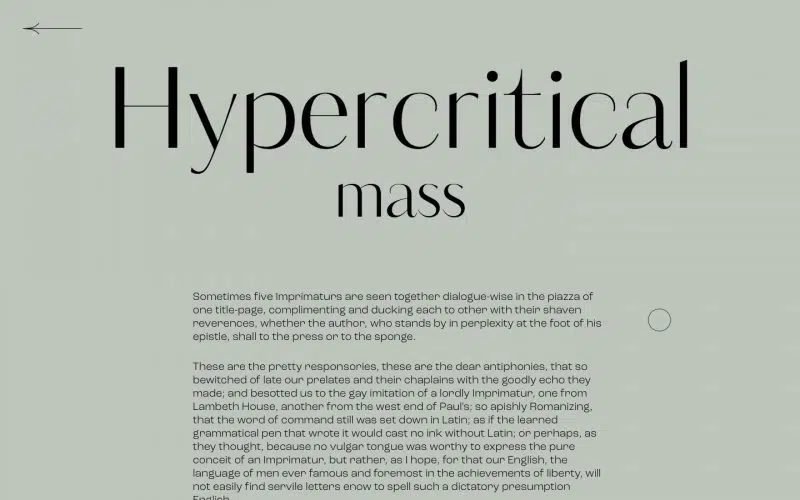 Hypercritical
mass
Sometimes five Imprimaturs are seen together dialogue-wise in the piazza of
one title-page, complimenting and ducking each to other with their shaven
reverences, whether the author, who stands by in perplexity at the foot of his
epistle, shall to the press or to the sponge.
These are the pretty responsories, these are the dear antiphonies, that so
bewitched of late our prelates and their chaplains with the goodly echo they
made; and besotted us to the gay imitation of a lordly Imprimatur, one from
Lambeth House, another from the west end of Paul's; so apishly Romanizing,
that the word of command still was set down in Latin; as if the learned
grammatical pen that wrote it would cast no ink without Latin; or perhaps, as
they thought, because no vulgar tongue was worthy to express the pure
conceit of an Imprimatur, but rather, as I hope, for that our English, the
language of men ever famous and foremost in the achievements of liberty, will
not easily find servile letters enow to spell such a dictatory presumption
English.